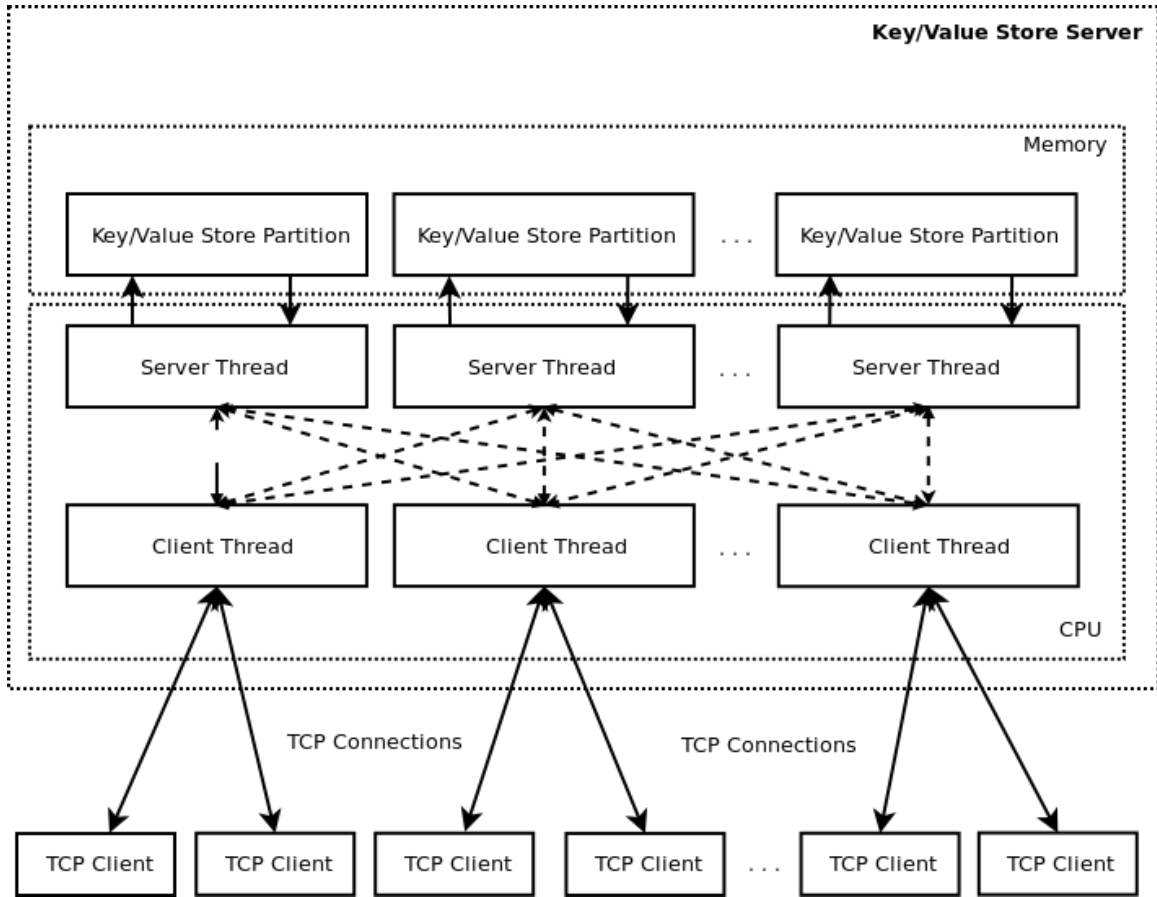 Key/Value Store Server
Memory
Key/Value Store Partition Key/Value Store Partition . . . Key/Value Store Partition
Server Thread Server Thread . . . Server Thread
Client Thread Client Thread . . . Client Thread
CPU
TCP Connections TCP Connections
TCP Client TCP Client TCP Client TCP Client . . . TCP Client TCP Client